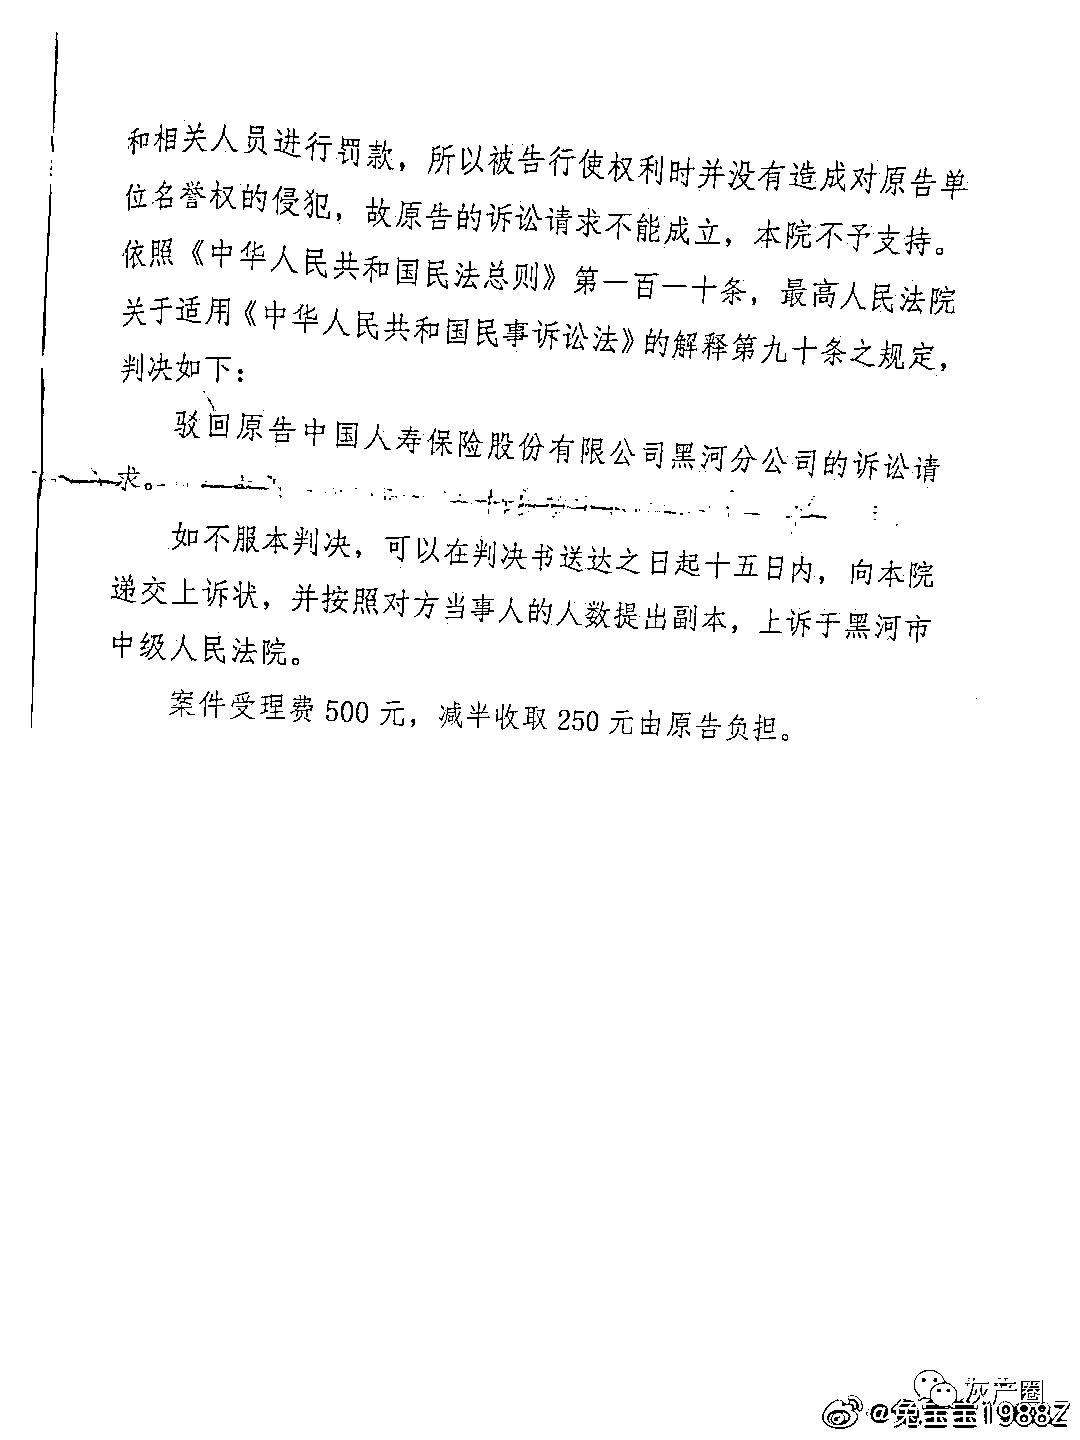 和相关人员进行罚款，所以被告行使权利时并没有造成对原告单
位名誉权的侵犯，故原告的诉讼请求不能成立，本院不予支持。
依照《中华人民共和国民法总则》第一百一十条，最高人民法院
关于适用《中华人民共和国民事诉讼法》的解释第九十条之规定，
判决如下：
驳回原告中国人寿保险股份有限公司黑河分公司的诉讼请
求。
如不服本判决，可以在判决书送达之日起十五日内，向本院
递交上诉状，并按照对方当事人的人数提出副本，上诉于黑河市
中级人民法院。
案件受理费 500 元，减半收取 250 元由原告负担。
灰产圈
@兔宝宝1988Z